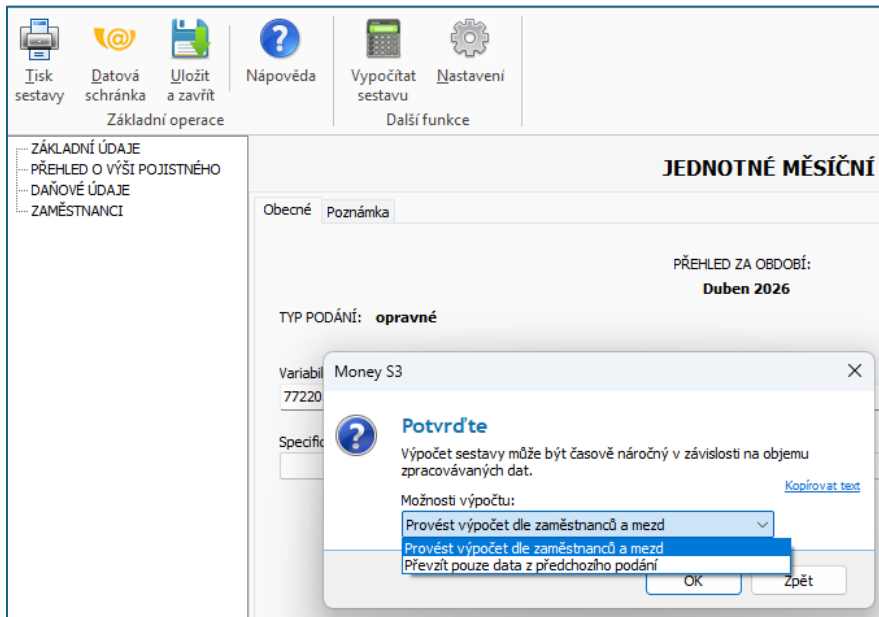 Tisk sestavy
Datová schránka
Uložit a zavřít
Nápověda
Vypočítat sestavu
Nastavení
Základní operace
Další funkce
ZÁKLADNÍ ÚDAJE
PŘEHLED O VÝŠI POJISTNÉHO
DAŇOVÉ ÚDAJE
ZAMĚSTNANCI
JEDNOTNÉ MĚSÍČNÍ
Obecné
Poznámka
PŘEHLED ZA OBDOBÍ:
Duben 2026
TYP PODÁNÍ: opravné
Variabil
77220
Specific
Money S3
Potvrďte
Výpočet sestavy může být časově náročný v závislosti na objemu
zpracovávaných dat.
Kopírovat text
Možnosti výpočtu:
Provést výpočet dle zaměstnanců a mezd
Provést výpočet dle zaměstnanců a mezd
Převzít pouze data z předchozího podání
OK
Zpět